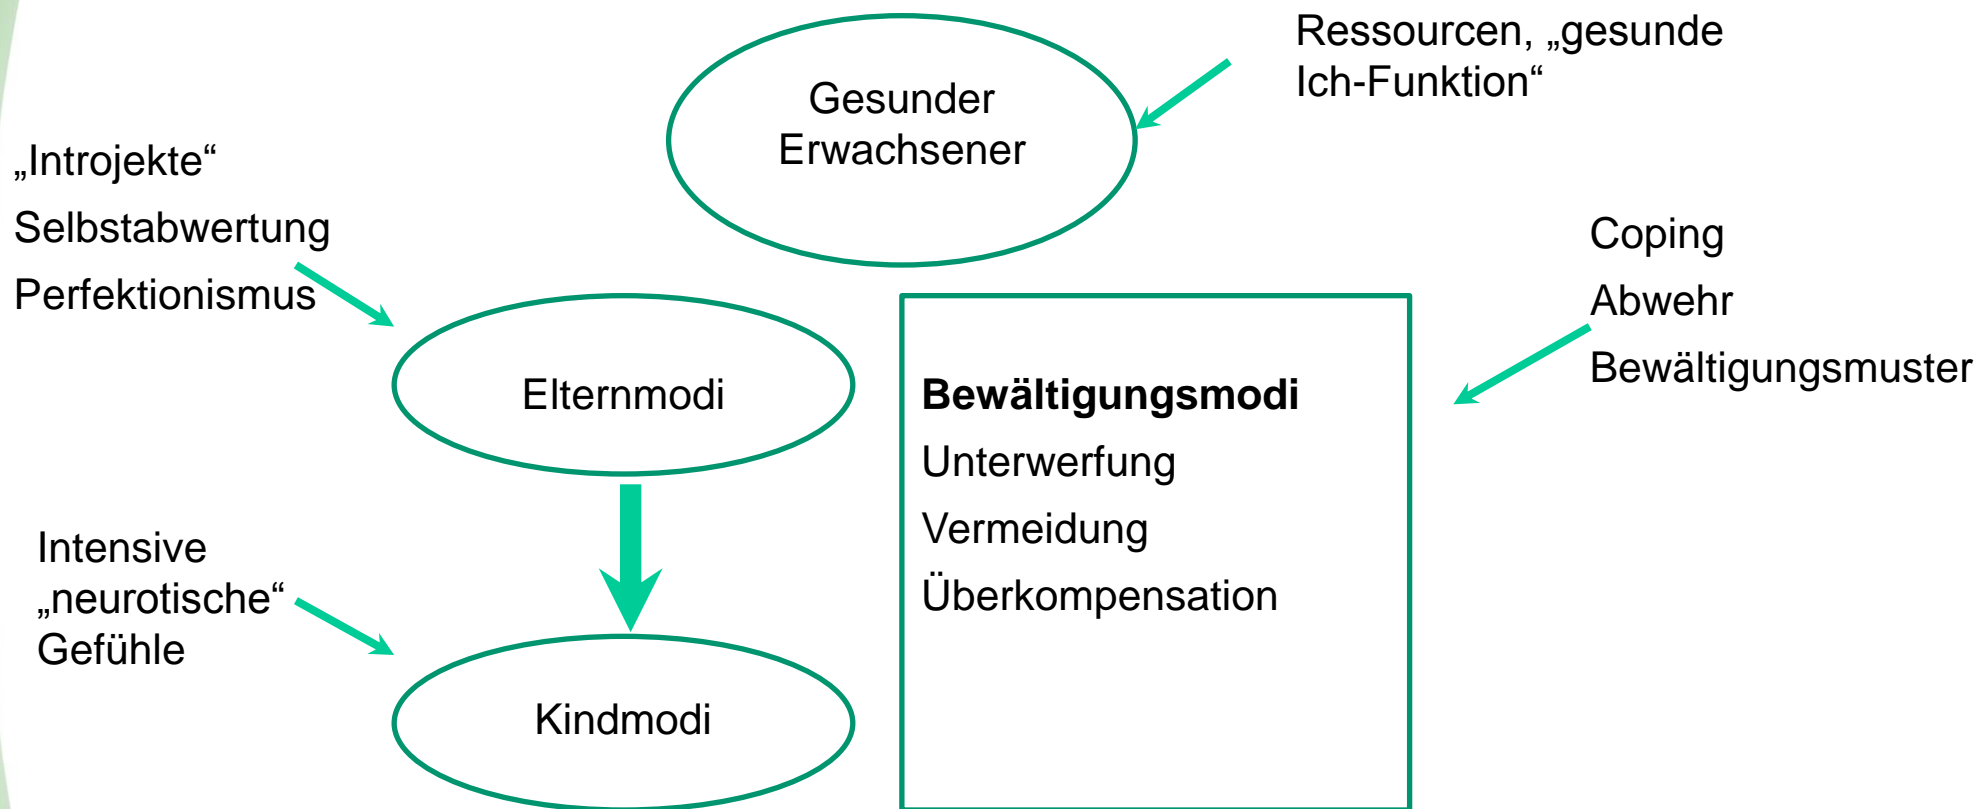 Ressourcen, „gesunde
Ich-Funktion“
Gesunder
Erwachsener
„Introjekte“
Selbstabwertung
Perfektionismus
Coping
Abwehr
Bewältigungsmuster
Elternmodi
Bewältigungsmodi
Unterwerfung
Vermeidung
Überkompensation
Intensive
„neurotische“
Gefühle
Kindmodi